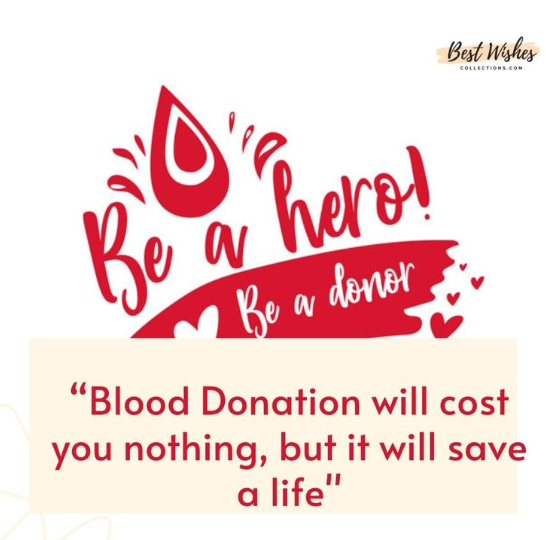 Best Wishes
COLLECTIONS.COM
Be a hero!
Be a donor
“Blood Donation will cost
you nothing, but it will save
a life"